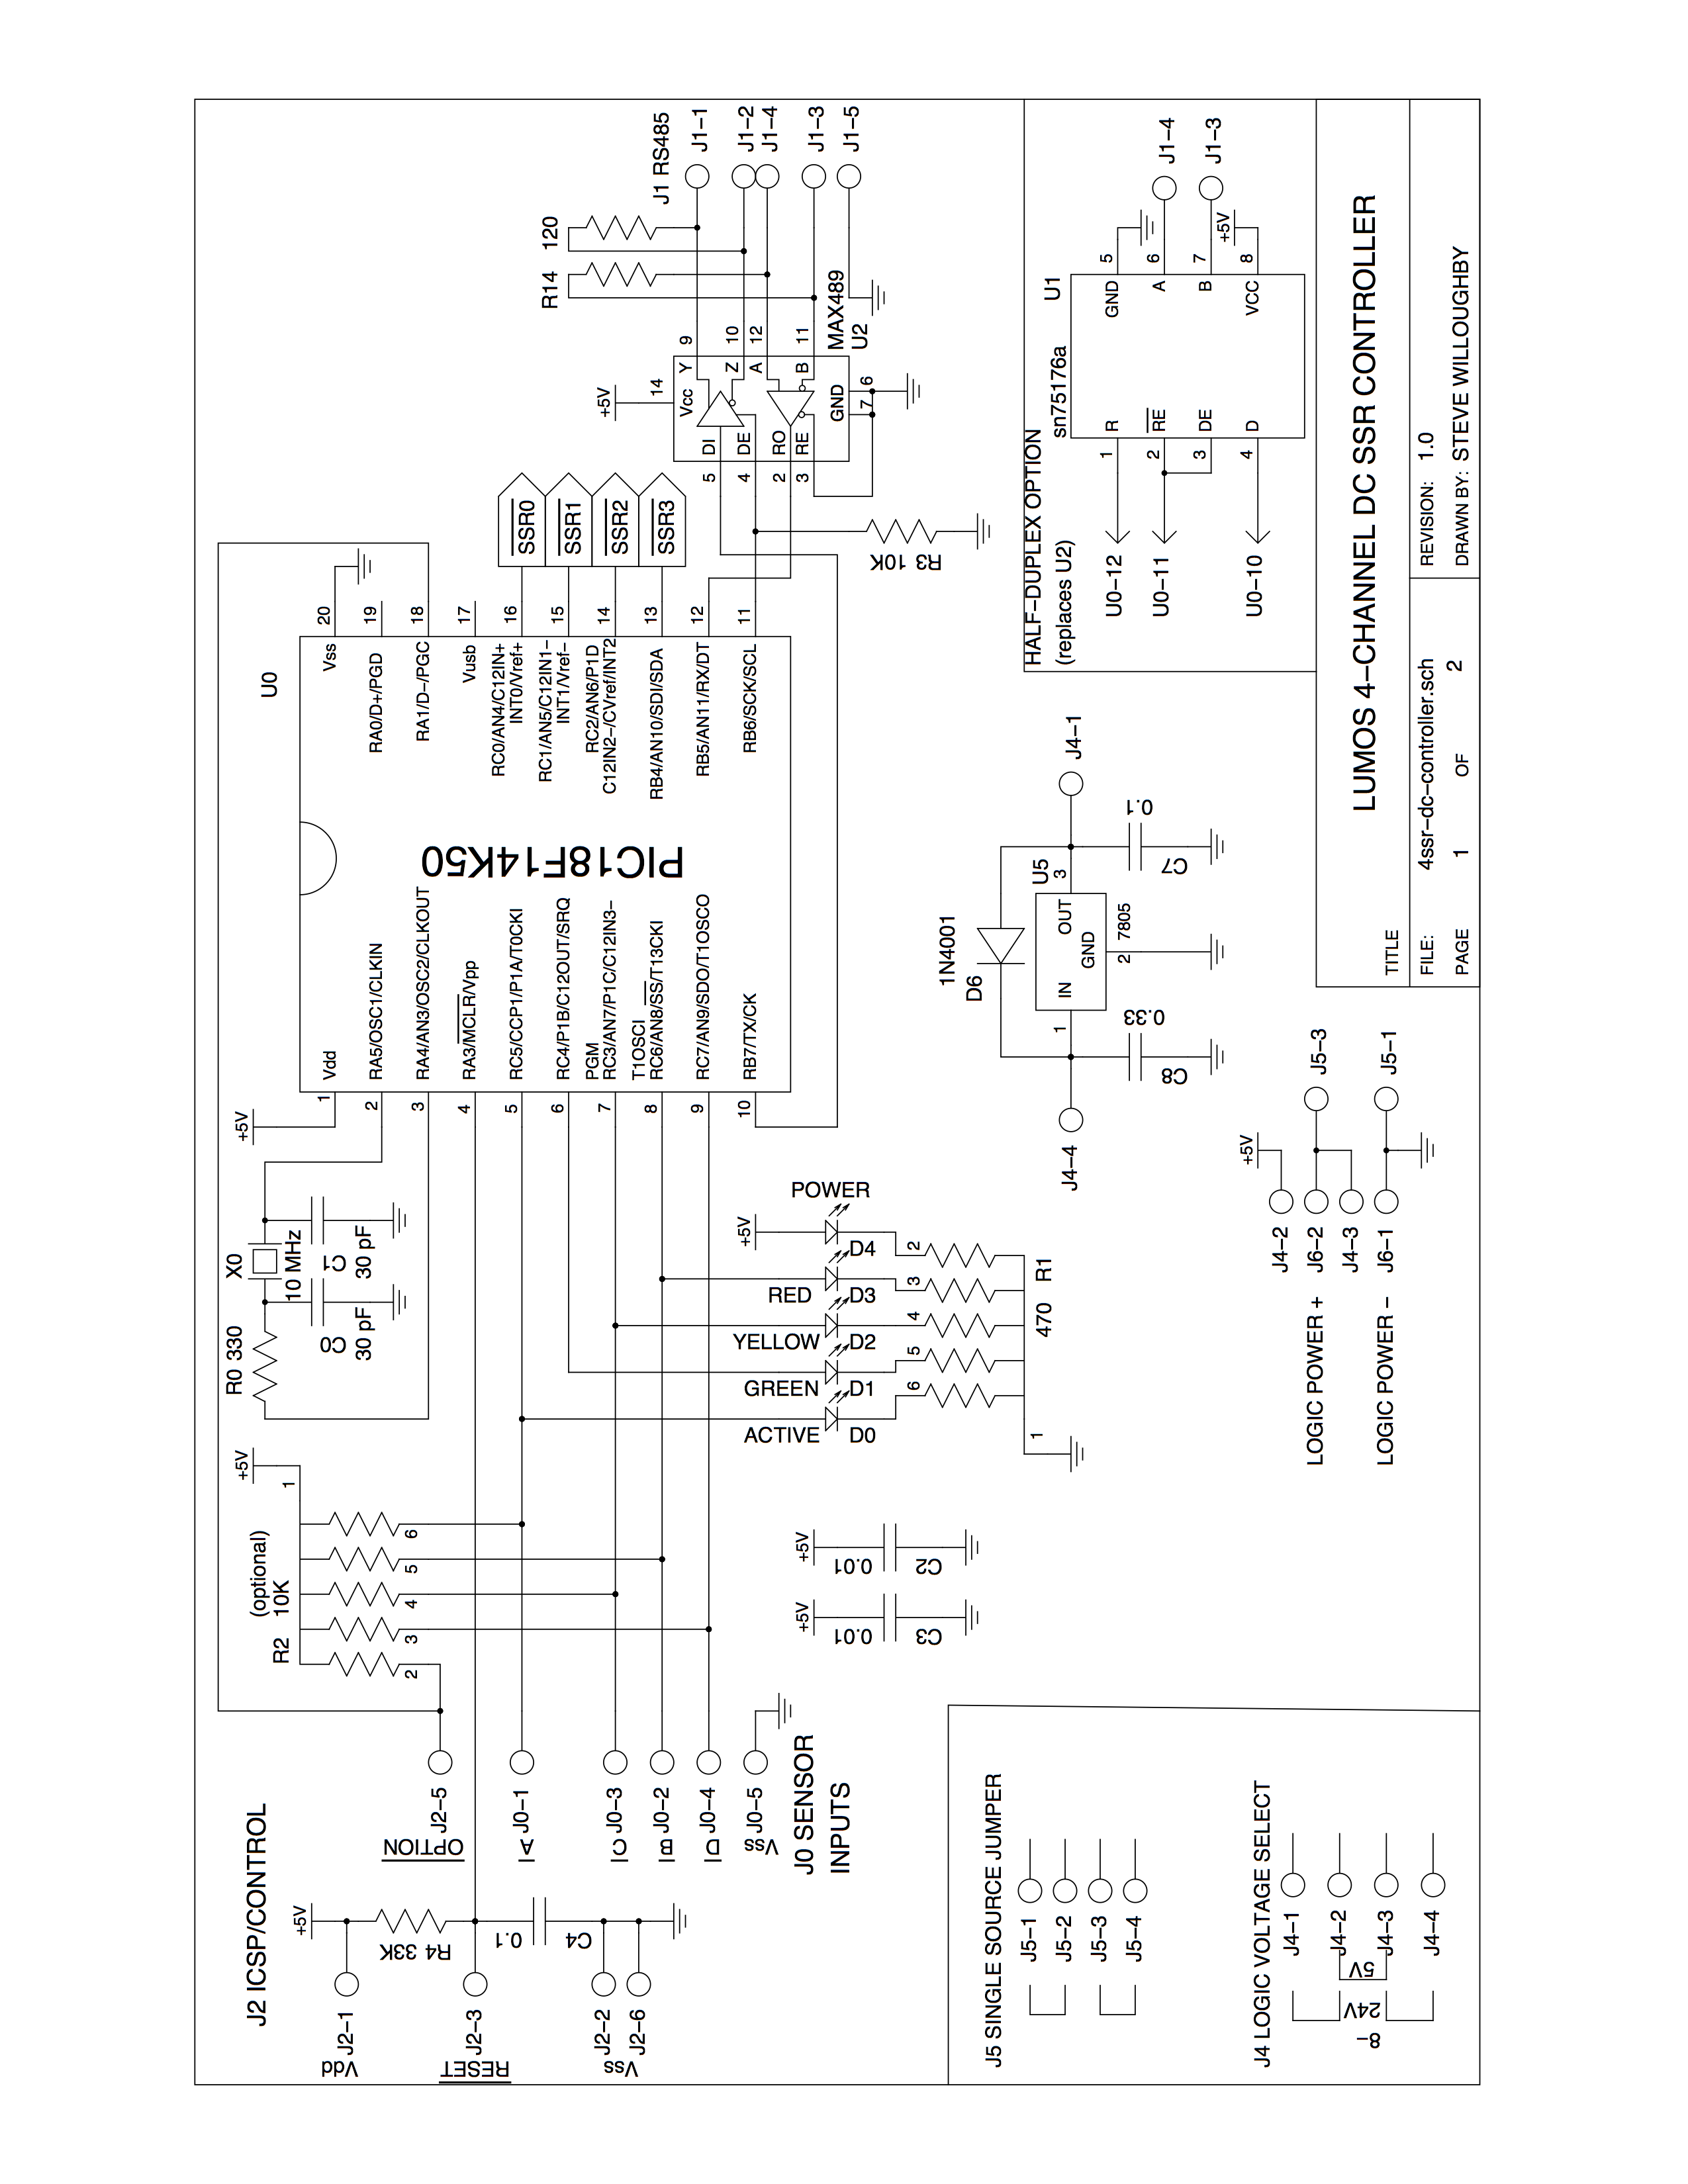 J2 ICSP/CONTROL
J2-1
Vdd
+5V
R4 33K
J2-3
RESET
0.1
C4
J2-2
J2-6
Vss
J2-5
OPTION
J0-1
A
J0-3
C
J0-2
B
J0-4
D
J0-5
Vss
J0 SENSOR
INPUTS
R2
10K
(optional)
+5V
1
2
3
4
5
6
R0 330
X0
10 MHz
C0
30 pF
C1
30 pF
+5V
U0
PIC18F14K50
1
Vdd
2
RA5/OSC1/CLKIN
3
RA4/AN3/OSC2/CLKOUT
4
RA3/MCLR/Vpp
5
RC5/CCP1/P1A/T0CKI
6
RC4/P1B/C12OUT/SRQ
7
PGM
RC3/AN7/P1C/C12IN3-
8
T1OSCI
RC6/AN8/SS/T13CKI
9
RC7/AN9/SDO/T1OSCO
10
RB7/TX/CK
20
Vss
19
RA0/D+/PGD
18
RA1/D-/PGC
17
Vusb
16
RC0/AN4/C12IN+
INT0/Vref+
15
RC1/AN5/C12IN1-
INT1/Vref-
14
RC2/AN6/P1D
C12IN2-/CVref/INT2
13
RB4/AN10/SDI/SDA
12
RB5/AN11/RX/DT
11
RB6/SCK/SCL
SSR0
SSR1
SSR2
SSR3
R14
120
J1 RS485
J1-1
J1-2
J1-4
J1-3
J1-5
MAX489
U2
+5V
14
Vcc
9
Y
10
Z
12
A
11
B
DI
5
DE
4
RO
2
RE
3
GND
7
6
R3 10K
ACTIVE
D0
GREEN
D1
YELLOW
D2
RED
D3
POWER
D4
+5V
2
3
4
5
6
1
470
R1
+5V
0.01
C3
+5V
0.01
C2
D6
1N4001
J4-4
C8
0.33
1
IN
OUT
GND
2
7805
U5
3
J4-1
C7
0.1
HALF-DUPLEX OPTION
(replaces U2)
U0-12
U0-11
U0-10
sn75176a
U1
1
R
2
RE
3
DE
4
D
GND
5
A
6
B
7
VCC
8
J1-4
J1-3
+5V
+5V
J4-2
LOGIC POWER +
J6-2
J5-3
J4-3
LOGIC POWER -
J6-1
J5-1
J5 SINGLE SOURCE JUMPER
J5-1
J5-2
J5-3
J5-4
J4 LOGIC VOLTAGE SELECT
J4-1
J4-2
J4-3
J4-4
5V
24V
8-
TITLE
LUMOS 4-CHANNEL DC SSR CONTROLLER
FILE:
4ssr-dc-controller.sch
REVISION:
1.0
PAGE
1
OF
2
DRAWN BY:
STEVE WILLOUGHBY